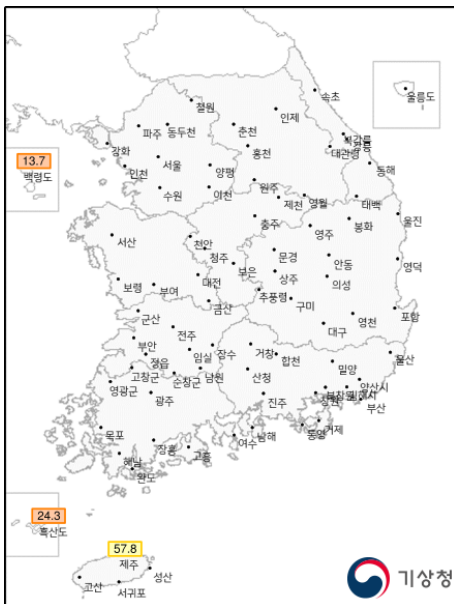 철원
속초
인제
울릉도
파주 동두천
춘천
북강릉
강릉
강화
홍천
대관령
13.7
백령도
서울
동해
인천
양평
수원
이천
원주
제천
영월
태백
충주
봉화
울진
서산
천안
청주
문경
영주
안동
영덕
보은
상주
의성
보령
부여
대전
추풍령
구미
금산
군산
포항
전주
대구
영천
부안
임실
장수
거창
합천
밀양
울산
정읍
고창군
순창군
남원
산청
양산시
영광군
광주
진주
창원
부산
목포
장흥
고흥
여수
남해
통영
거제
해남
완도
24.3
흑산도
57.8
제주
고산
성산
서귀포
기상청